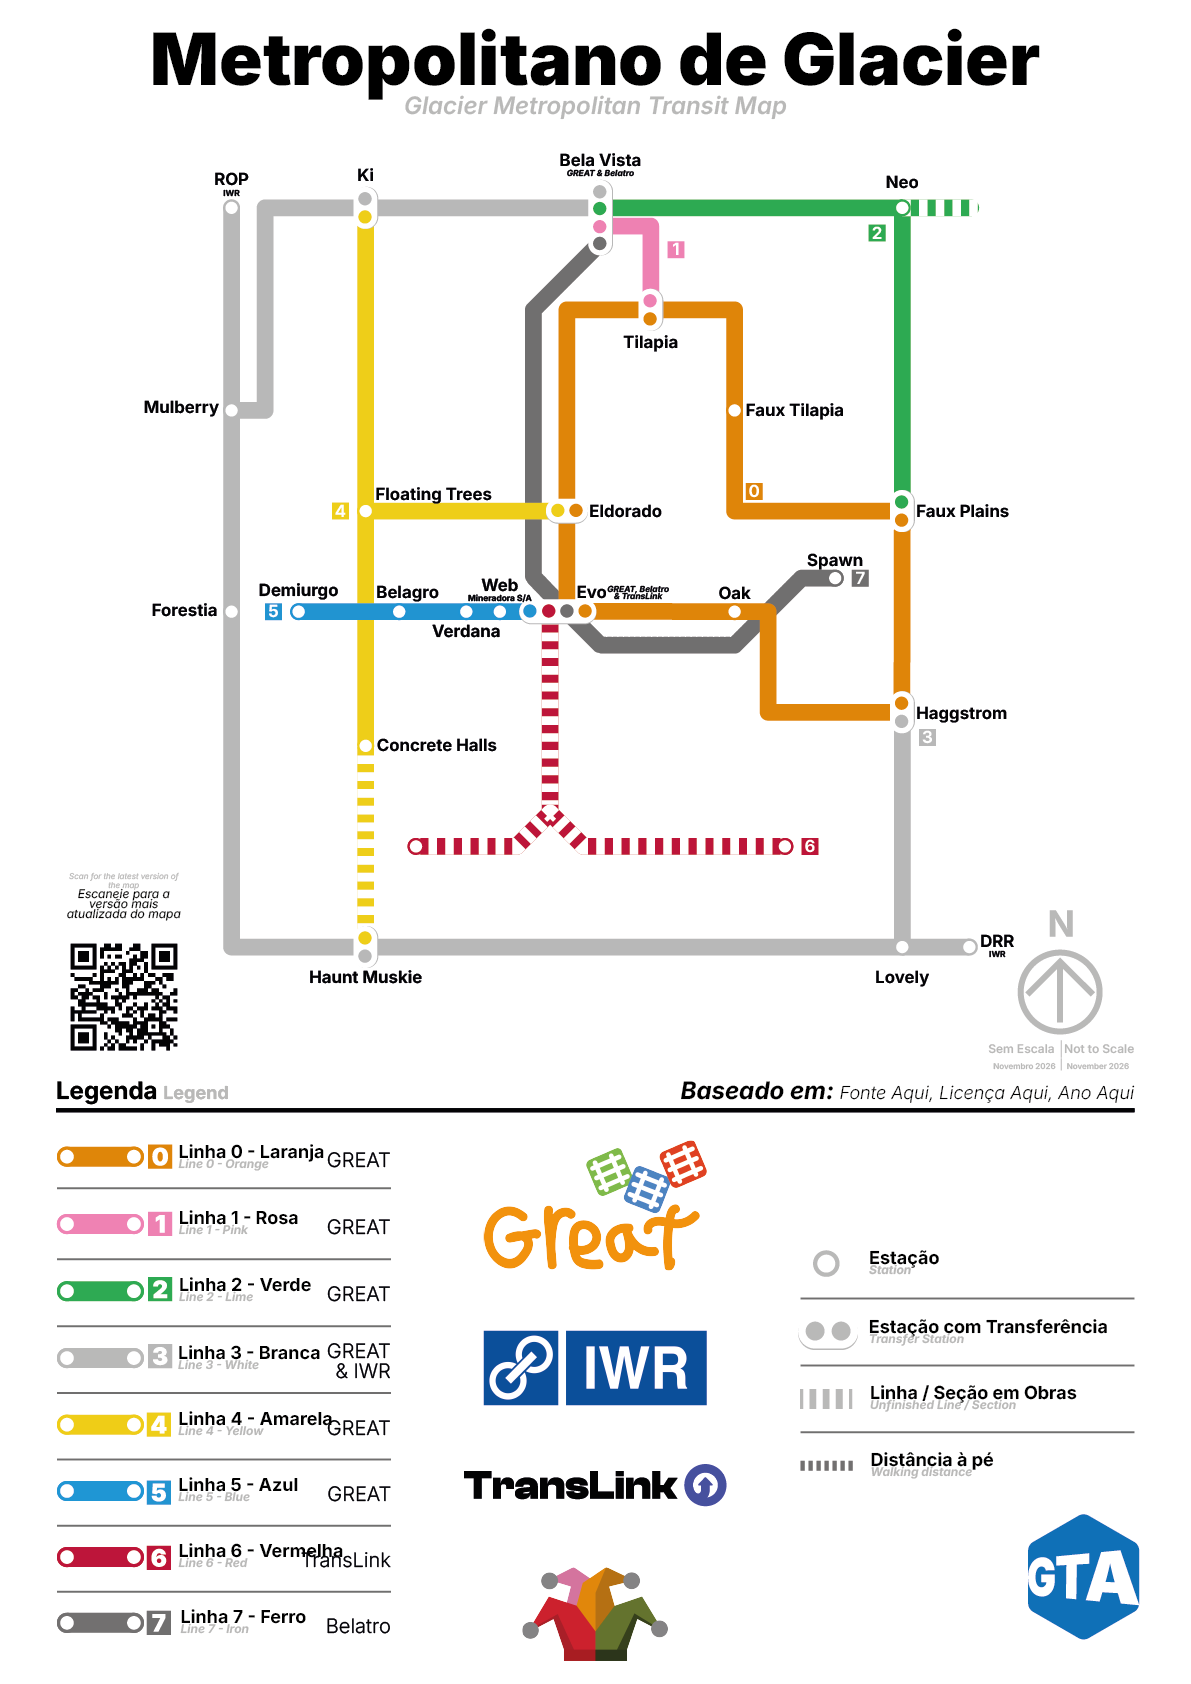 Metropolitano de Glacier
Glacier Metropolitan Transit Map
Bela Vista
GREAT & Belatro
Ki
ROP
IWR
Neo
2
1
Tilapia
Mulberry
Faux Tilapia
0
Floating Trees
4
Eldorado
Faux Plains
Spawn
7
Demiurgo
Belagro
Web
Mineradora S/A
Evo
GREAT, Belatro
& TransLink
Oak
Forestia
5
Verdana
Haggstrom
3
Concrete Halls
6
Scan for the latest version of
the map
Escaneie para a
versão mais
atualizada do mapa
N
DRR
IWR
Haunt Muskie
Lovely
Sem Escala
Not to Scale
Novembro 2026
November 2026
Legenda Legend
Baseado em: Fonte Aqui, Licença Aqui, Ano Aqui
0
Linha 0 - Laranja
Line 0 - Orange
GREAT
1
Linha 1 - Rosa
Line 1 - Pink
GREAT
2
Linha 2 - Verde
Line 2 - Lime
GREAT
3
Linha 3 - Branca
Line 3 - White
GREAT
& IWR
4
Linha 4 - Amarela
Line 4 - Yellow
GREAT
5
Linha 5 - Azul
Line 5 - Blue
GREAT
6
Linha 6 - Vermelha
Line 6 - Red
TransLink
7
Linha 7 - Ferro
Line 7 - Iron
Belatro
Great
IWR
TransLink
Estação
Station
Estação com Transferência
Transfer Station
Linha / Seção em Obras
Unfinished Line / Section
Distância à pé
Walking distance
GTA